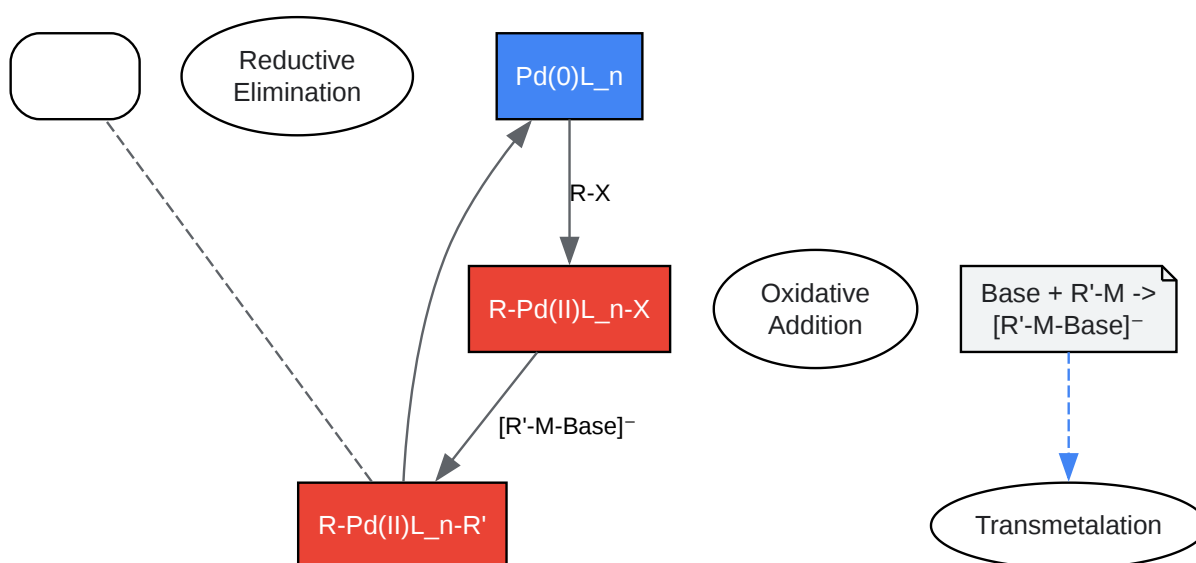 Reductive
Elimination
Pd(0)L_n
R-X
R-Pd(II)L_n-X
Oxidative
Addition
Base + R'-M ->
[R'-M-Base]⁻
[R'-M-Base]⁻
R-Pd(II)L_n-R'
Transmetalation